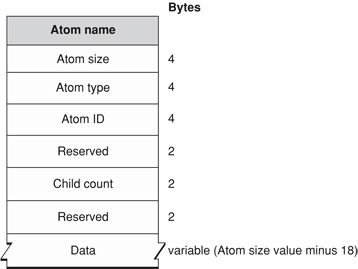 Bytes
Atom name
Atom size 4
Atom type 4
Atom ID 4
Reserved 2
Child count 2
Reserved 2
Data variable (Atom size value minus 18)